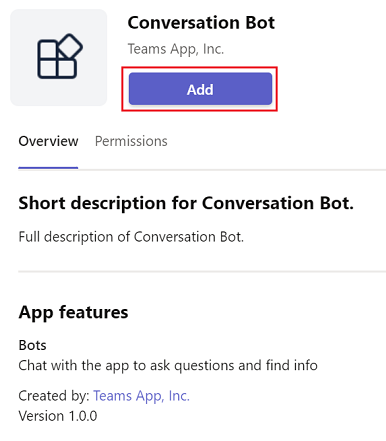 Conversation Bot
Teams App, Inc.
Add
Overview Permissions
Short description for Conversation Bot.
Full description of Conversation Bot.
App features
Bots
Chat with the app to ask questions and find info
Created by: Teams App, Inc.
Version 1.0.0